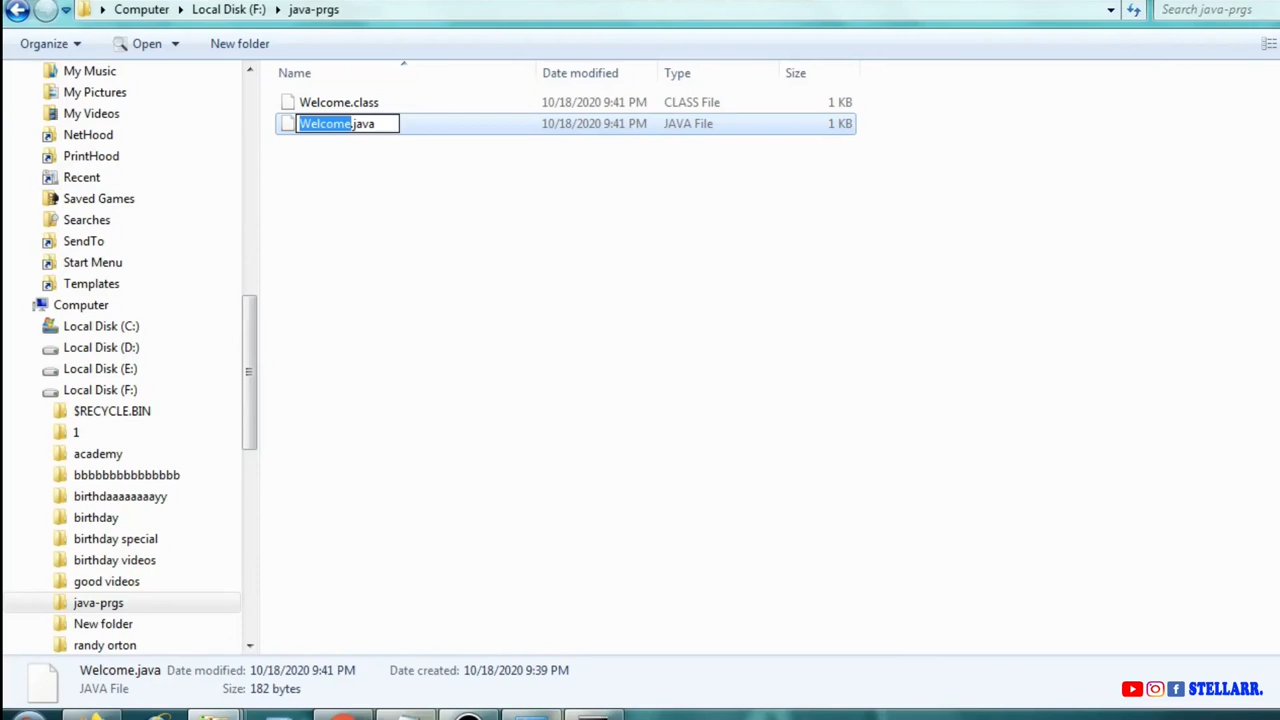 Computer Local Disk (F:) java-prgs Search java-prgs
Organize Open New folder
Name Date modified Type Size
Welcome.class 10/18/2020 9:41 PM CLASS File 1 KB
Welcome.java 10/18/2020 9:41 PM JAVA File 1 KB
My Music
My Pictures
My Videos
NetHood
PrintHood
Recent
Saved Games
Searches
SendTo
Start Menu
Templates
Computer
Local Disk (C:)
Local Disk (D:)
Local Disk (E:)
Local Disk (F:)
$RECYCLE.BIN
1
academy
bbbbbbbbbbbbbbb
birthdaaaaaaayy
birthday
birthday special
birthday videos
good videos
java-prgs
New folder
randy orton
Welcome.java Date modified: 10/18/2020 9:41 PM Date created: 10/18/2020 9:39 PM
JAVA File Size: 182 bytes
STELLARR.